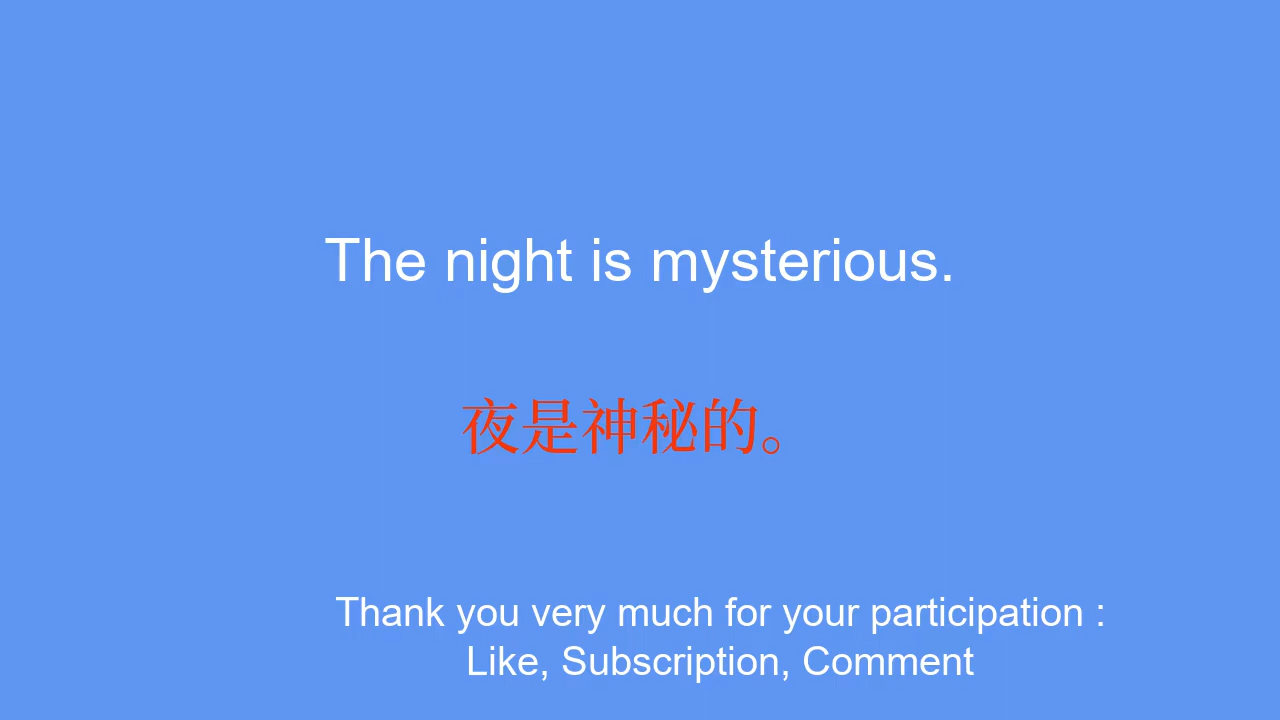 The night is mysterious.
夜是神秘的。
Thank you very much for your participation :
Like, Subscription, Comment